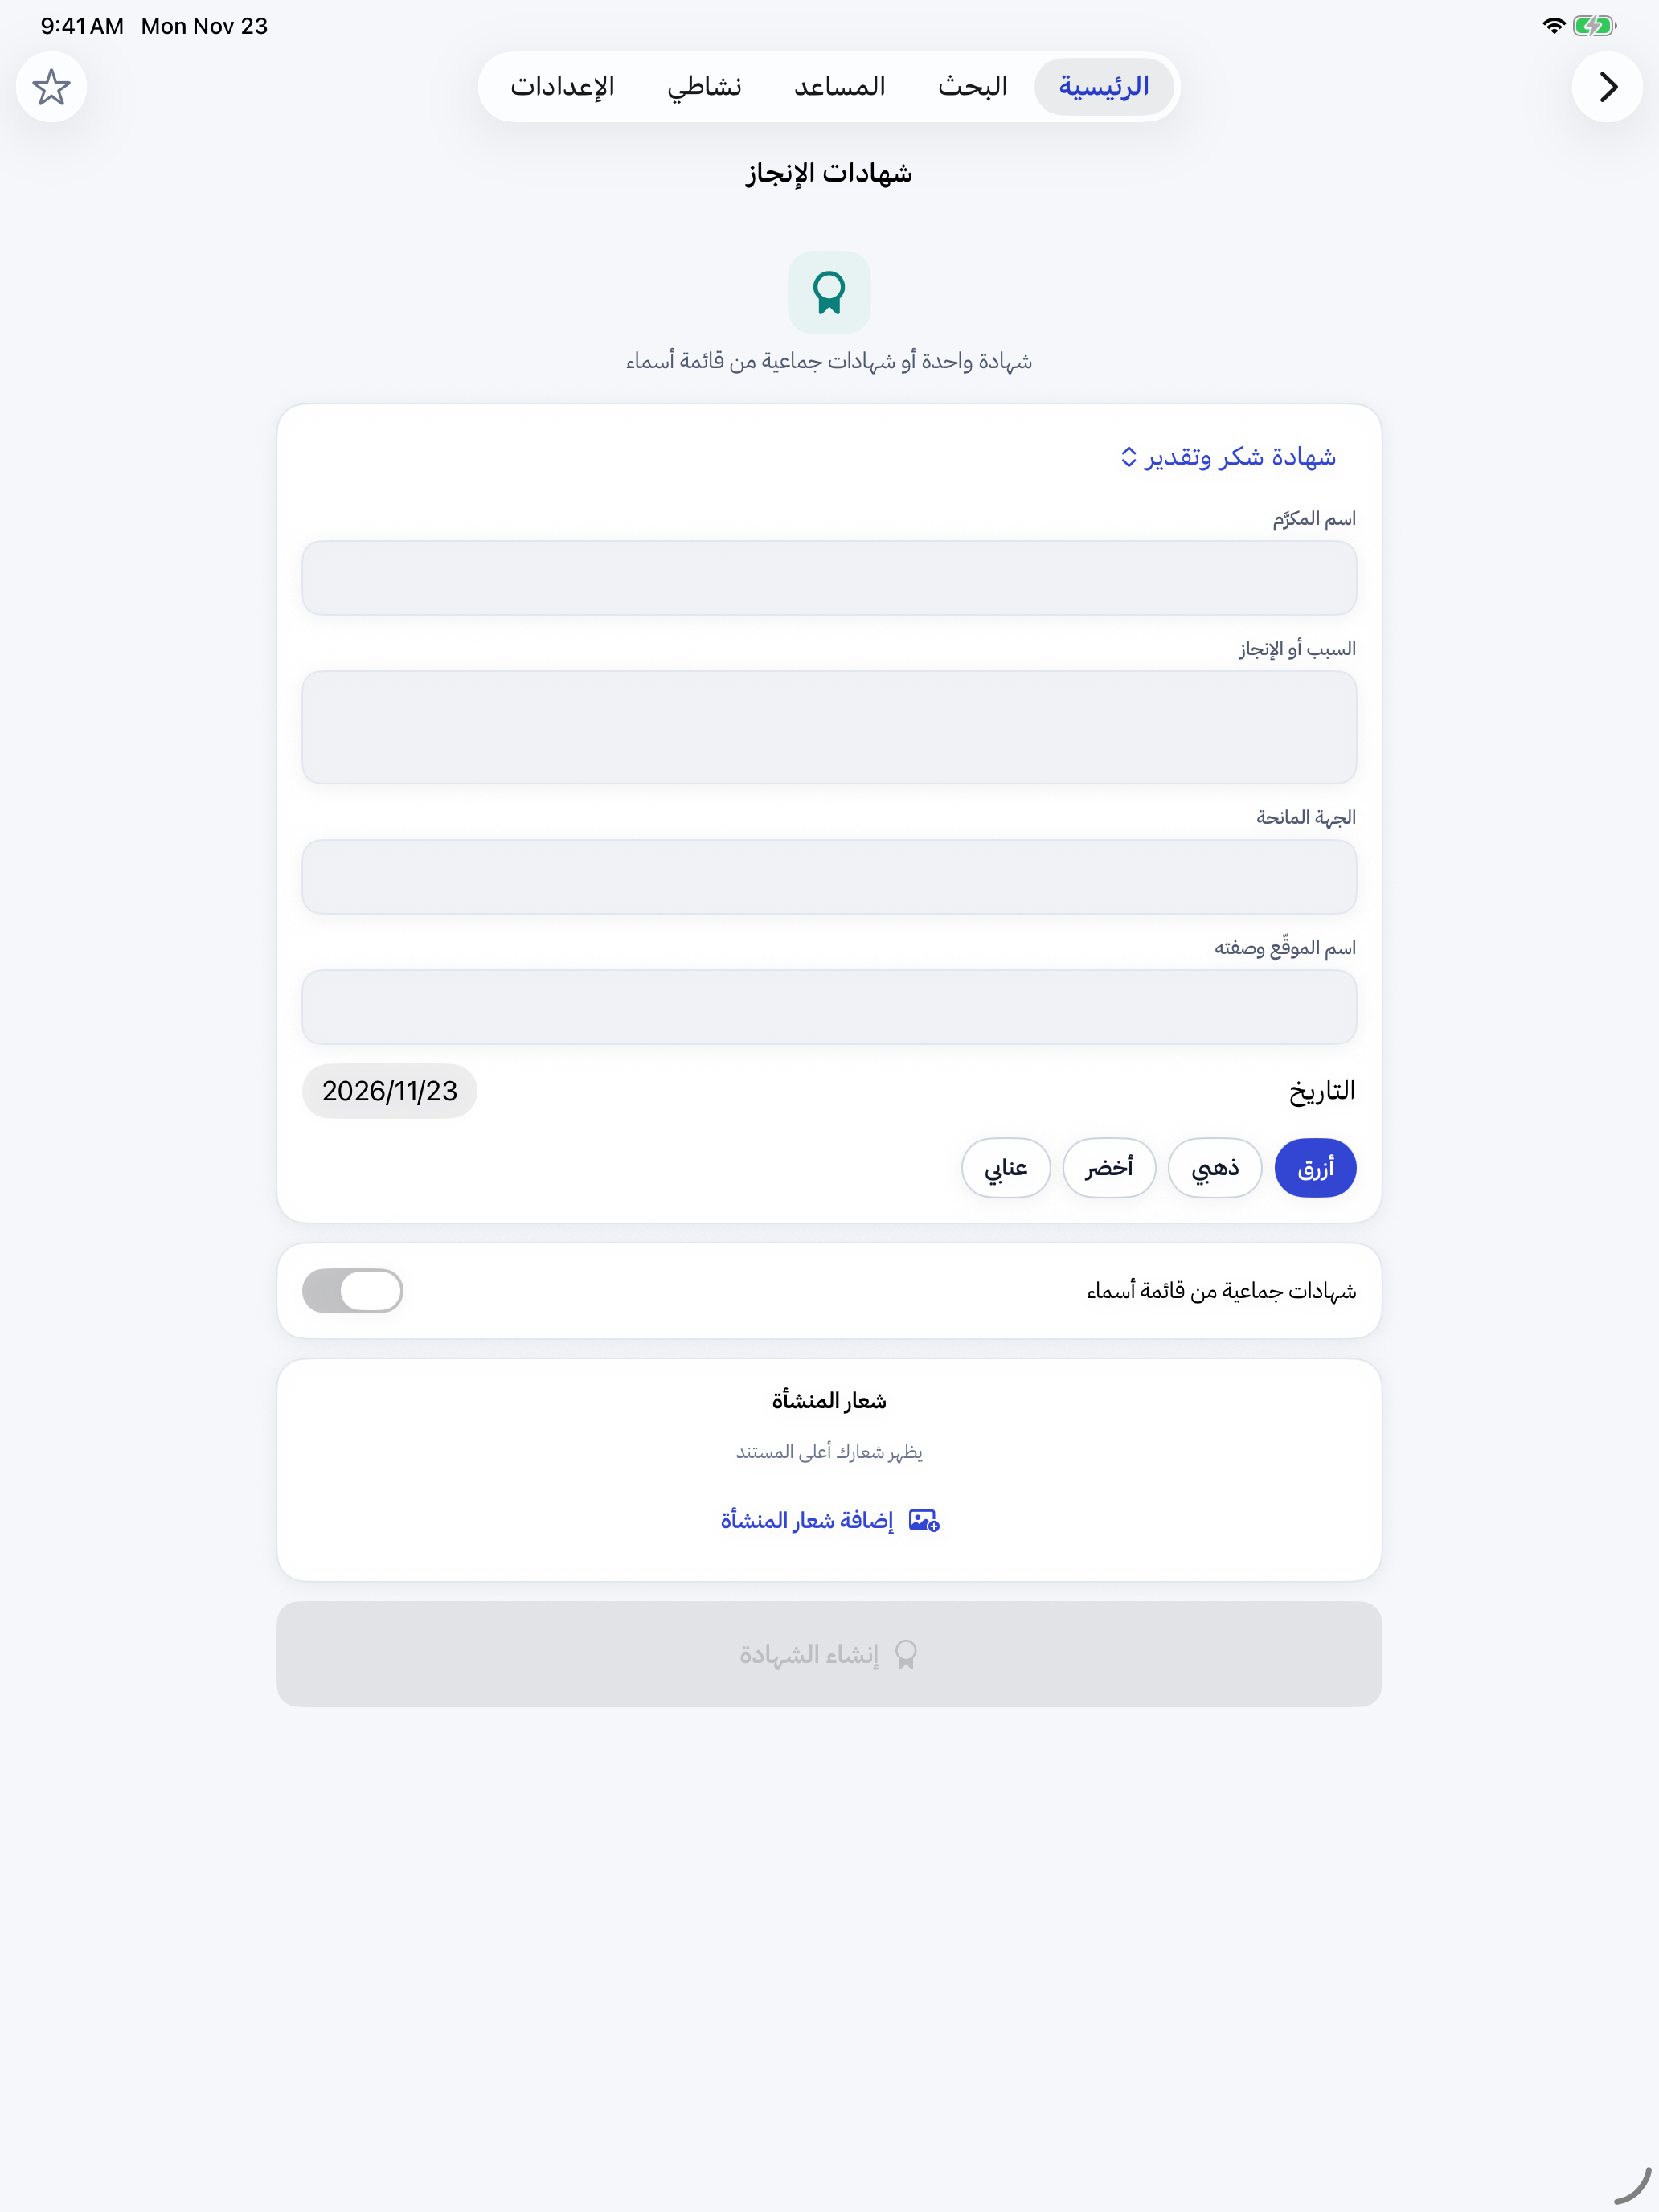 9:41 AM Mon Nov 23
الرئيسية البحث المساعد نشاطي الإعدادات
شهادات الإنجاز
شهادة واحدة أو شهادات جماعية من قائمة أسماء
شهادة شكر وتقدير
اسم المكرَّم
السبب أو الإنجاز
الجهة المانحة
اسم الموقّع وصفته
التاريخ 2026/11/23
أزرق ذهبي أخضر عنابي
شهادات جماعية من قائمة أسماء
شعار المنشأة
يظهر شعارك أعلى المستند
إضافة شعار المنشأة
إنشاء الشهادة